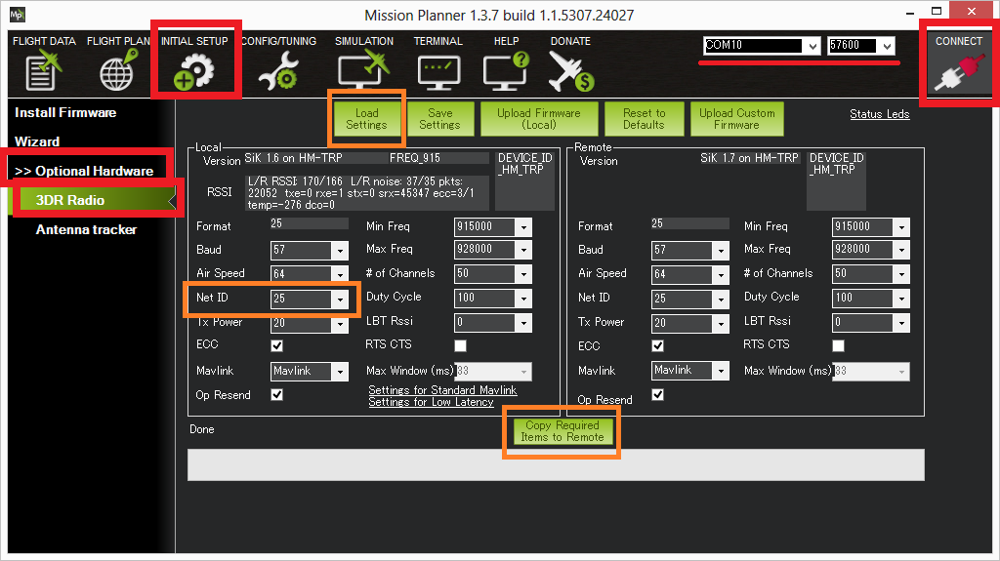 Mp
Mission Planner 1.3.7 build 1.1.5307.24027
FLIGHT DATA
FLIGHT PLAN
INITIAL SETUP
CONFIG/TUNING
SIMULATION
TERMINAL
HELP
DONATE
COM10
57600
CONNECT
Install Firmware
Wizard
>> Optional Hardware
3DR Radio
Antenna tracker
Load
Settings
Save
Settings
Upload Firmware
(Local)
Reset to
Defaults
Upload Custom
Firmware
Status Leds
Local
Version SiK 1.6 on HM-TRP FREQ_915 DEVICE_ID
_HM_TRP
RSSI
L/R RSSI: 170/166 L/R noise: 37/35 pkts:
22052 txe=0 rxe=1 stx=0 srx=45347 ecc=3/1
temp=-276 dco=0
Format 25 Min Freq 915000
Baud 57 Max Freq 928000
Air Speed 64 # of Channels 50
Net ID 25 Duty Cycle 100
Tx Power 20 LBT Rssi 0
ECC RTS CTS
Mavlink Mavlink Max Window (ms) 33
Op Resend
Settings for Standard Mavlink
Settings for Low Latency
Remote
Version SiK 1.7 on HM-TRP DEVICE_ID
_HM_TRP
Format 25 Min Freq 915000
Baud 57 Max Freq 928000
Air Speed 64 # of Channels 50
Net ID 25 Duty Cycle 100
Tx Power 20 LBT Rssi 0
ECC RTS CTS
Mavlink Mavlink Max Window (ms) 33
Op Resend
Done
Copy Required
Items to Remote